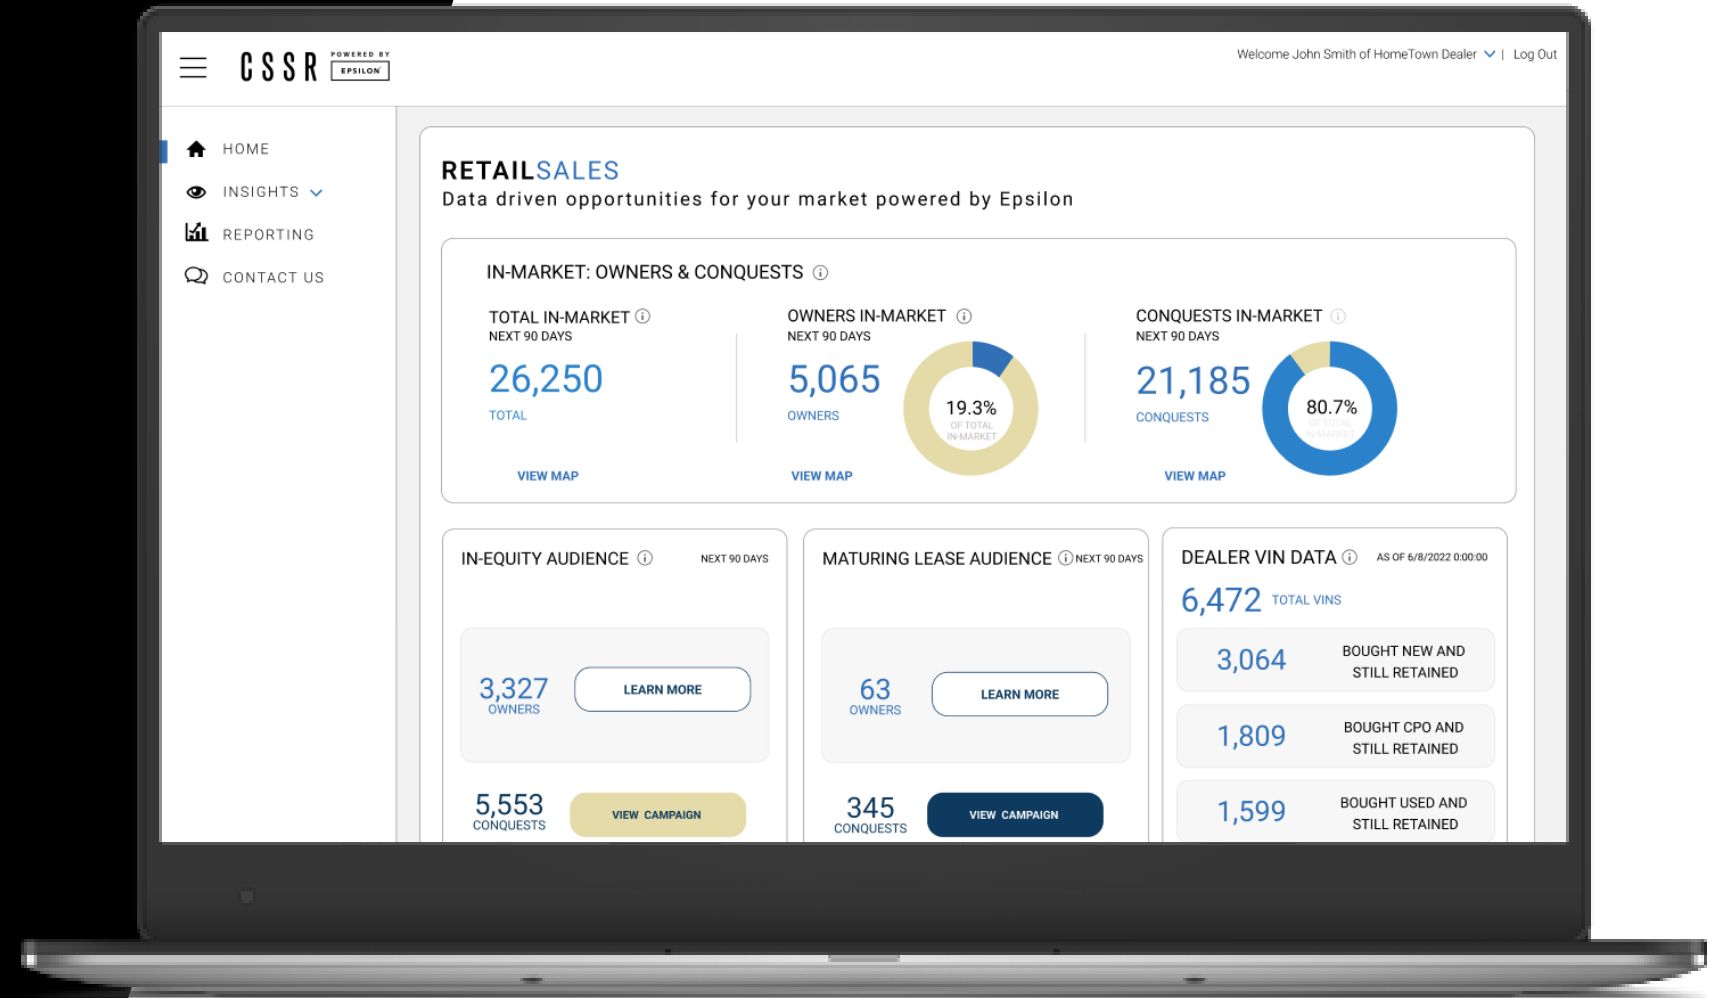 CSSR
POWERED BY
EPSILON
Welcome John Smith of HomeTown Dealer | Log Out
HOME
INSIGHTS
REPORTING
CONTACT US
RETAILSALES
Data driven opportunities for your market powered by Epsilon
IN-MARKET: OWNERS & CONQUESTS
TOTAL IN-MARKET
NEXT 90 DAYS
26,250
TOTAL
VIEW MAP
OWNERS IN-MARKET
NEXT 90 DAYS
5,065
OWNERS
19.3%
OF TOTAL
IN-MARKET
VIEW MAP
CONQUESTS IN-MARKET
NEXT 90 DAYS
21,185
CONQUESTS
80.7%
OF TOTAL
IN-MARKET
VIEW MAP
IN-EQUITY AUDIENCE NEXT 90 DAYS
3,327
OWNERS
LEARN MORE
5,553
CONQUESTS
VIEW CAMPAIGN
MATURING LEASE AUDIENCE NEXT 90 DAYS
63
OWNERS
LEARN MORE
345
CONQUESTS
VIEW CAMPAIGN
DEALER VIN DATA AS OF 6/8/2022 0:00:00
6,472 TOTAL VINS
3,064
BOUGHT NEW AND
STILL RETAINED
1,809
BOUGHT CPO AND
STILL RETAINED
1,599
BOUGHT USED AND
STILL RETAINED